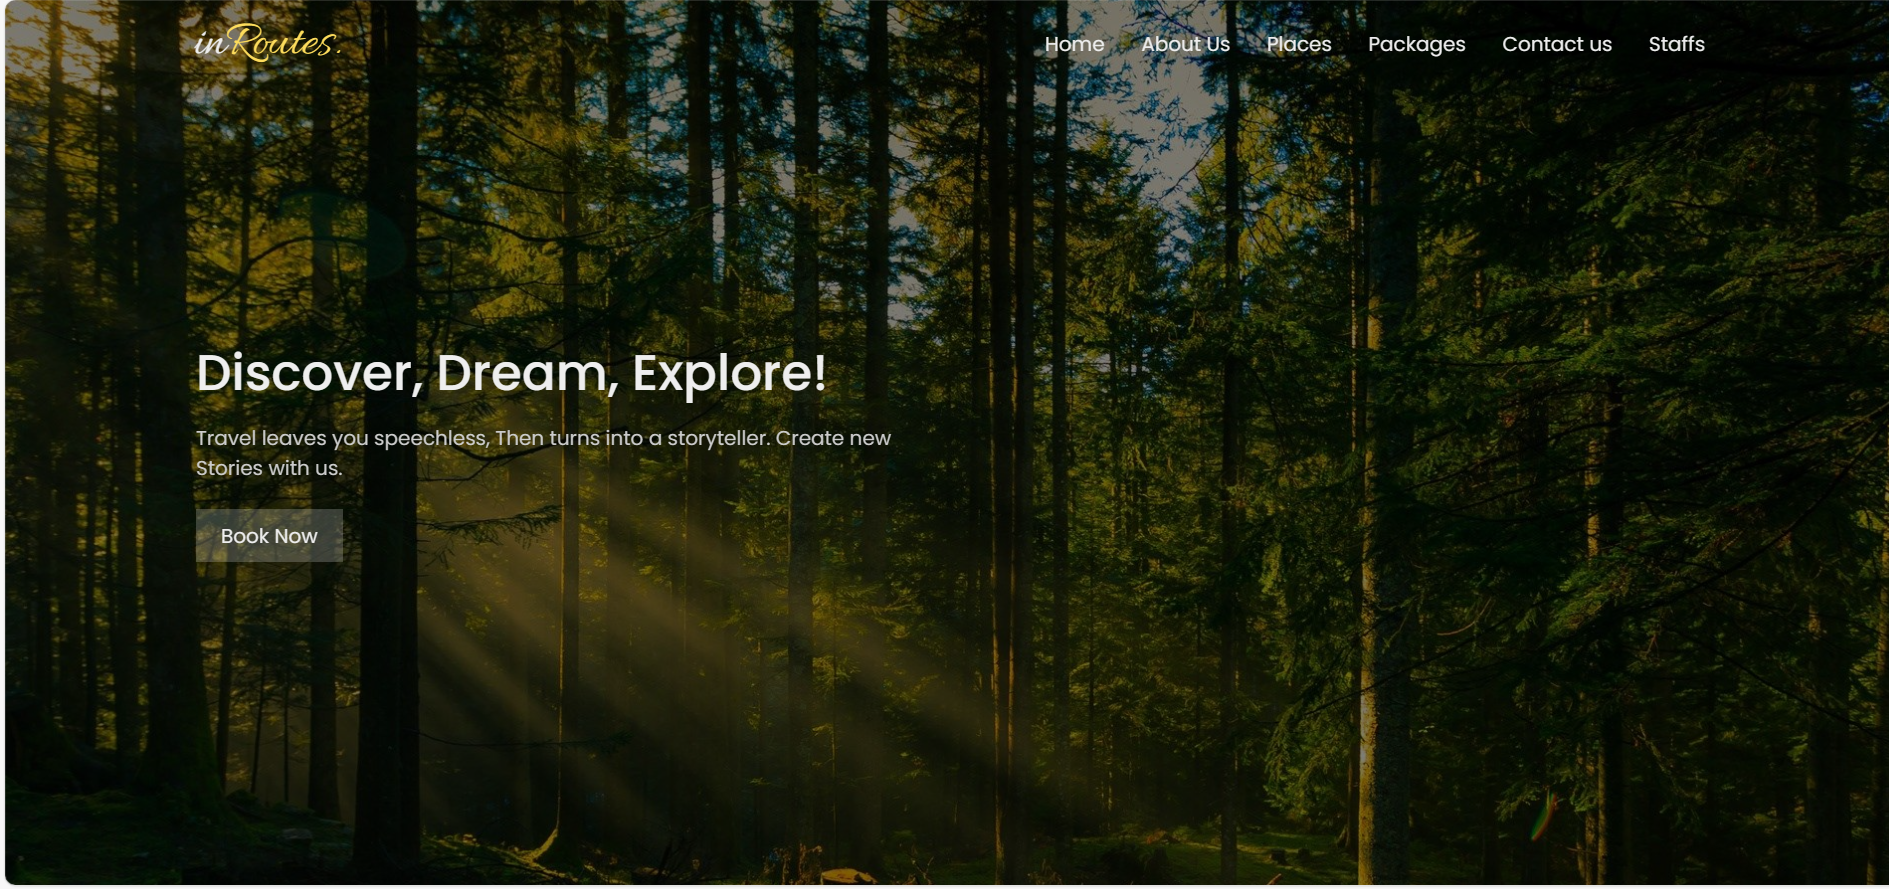 inRoutes.
Home About Us Places Packages Contact us Staffs
Discover, Dream, Explore!
Travel leaves you speechless, Then turns into a storyteller. Create new
Stories with us.
Book Now